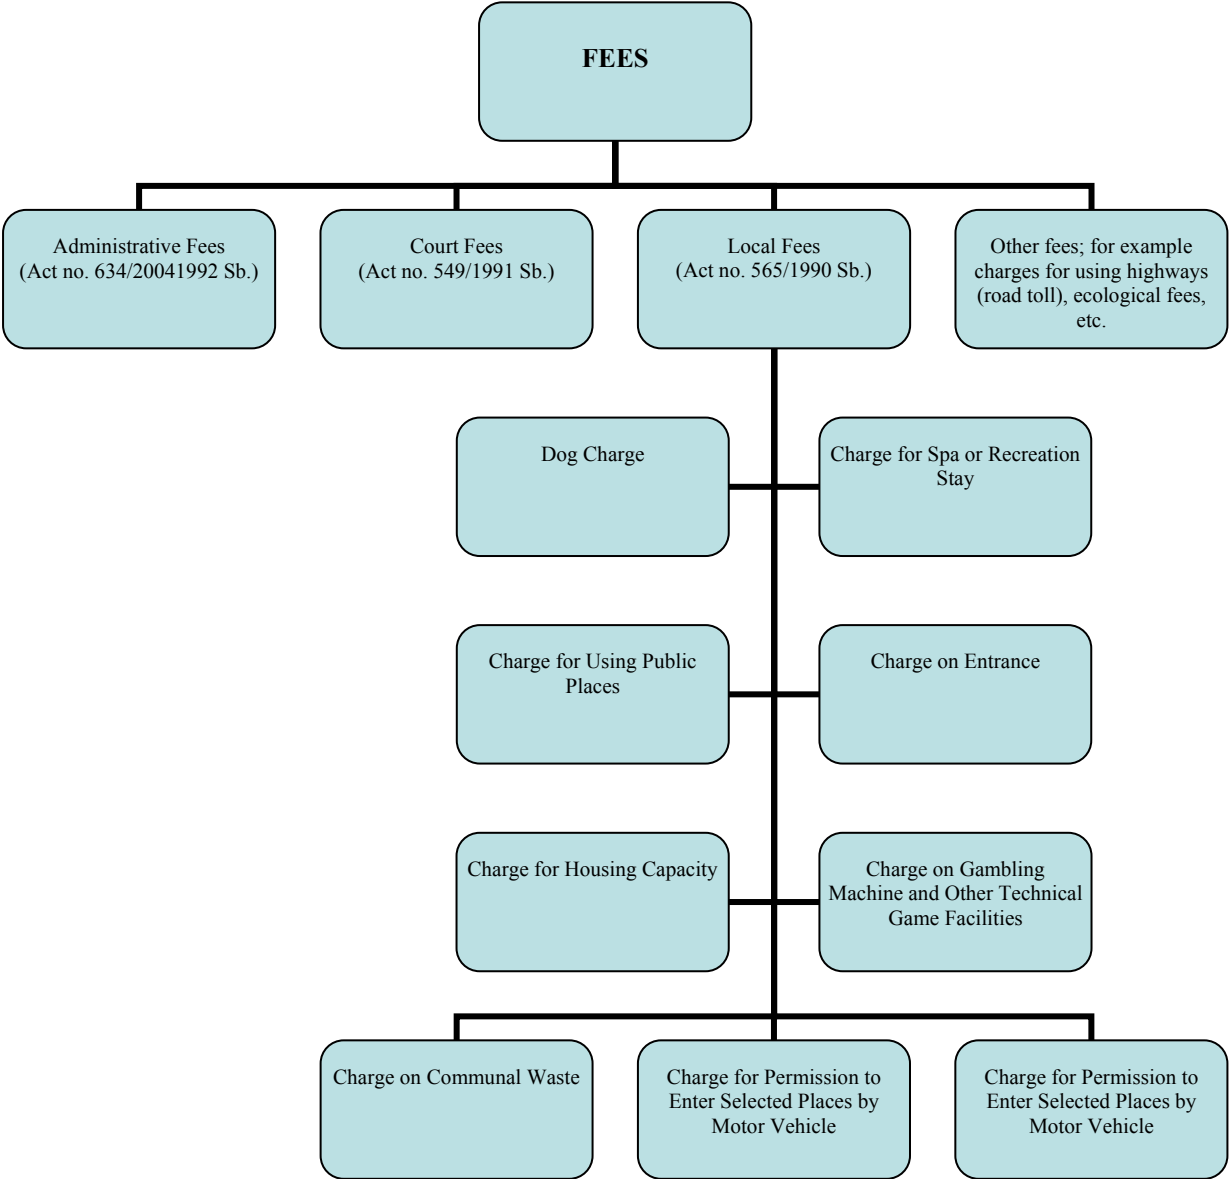 FEES
Administrative Fees
(Act no. 634/20041992 Sb.)
Court Fees
(Act no. 549/1991 Sb.)
Local Fees
(Act no. 565/1990 Sb.)
Other fees; for example
charges for using highways
(road toll), ecological fees,
etc.
Dog Charge
Charge for Spa or Recreation
Stay
Charge for Using Public
Places
Charge on Entrance
Charge for Housing Capacity
Charge on Gambling
Machine and Other Technical
Game Facilities
Charge on Communal Waste
Charge for Permission to
Enter Selected Places by
Motor Vehicle
Charge for Permission to
Enter Selected Places by
Motor Vehicle